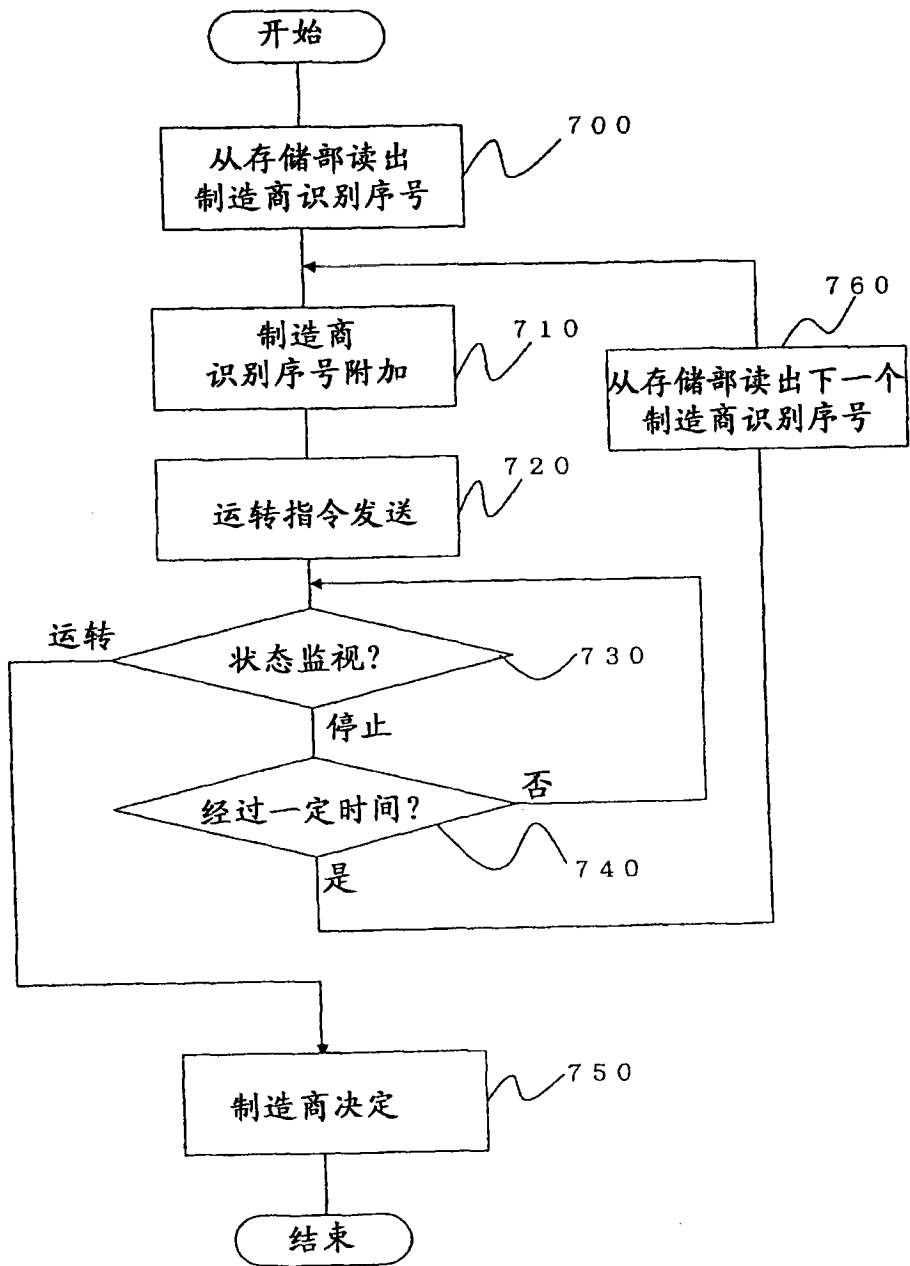 开始
从存储部读出
制造商识别序号
700
制造商
识别序号附加
710
760
从存储部读出下一个
制造商识别序号
运转指令发送
720
运转
状态监视?
730
停止
经过一定时间?
否
740
是
制造商决定
750
结束